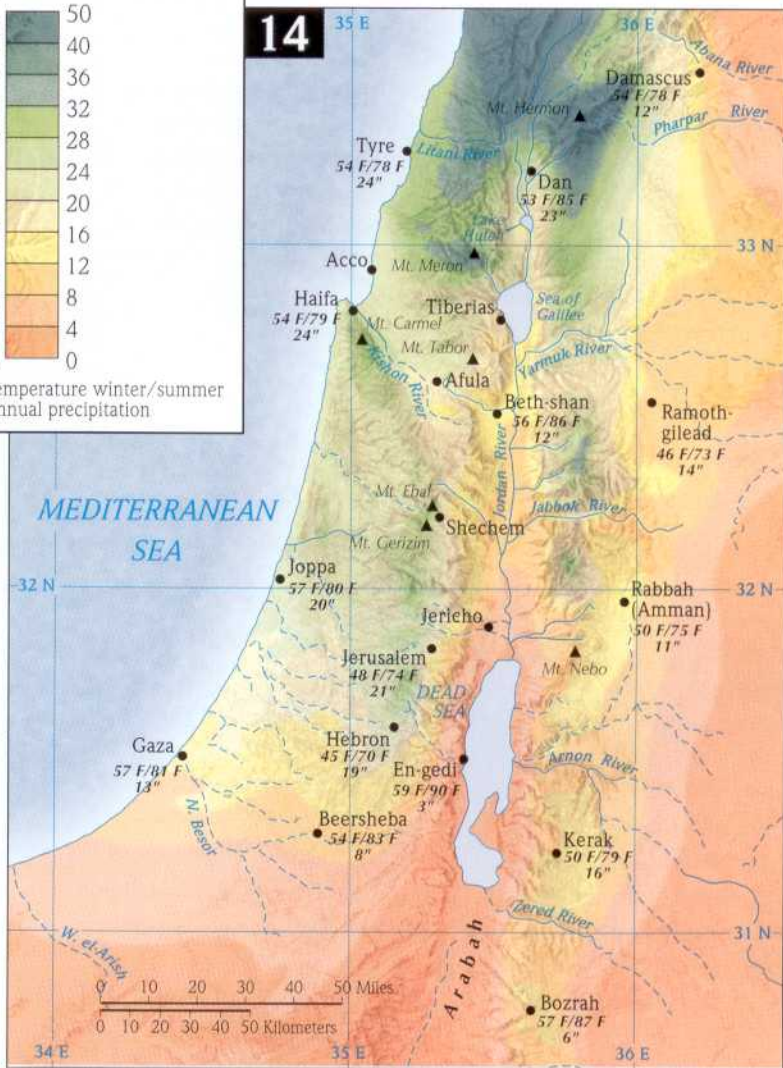 50
40
36
32
28
24
20
16
12
8
4
0
emperature winter/summer
nnual precipitation
14
35 E
36 E
Abana River
Damascus
54 F/78 F
12"
Mt. Hermon
Pharpar River
Tyre
54 F/78 F
24"
Litani River
Dan
53 F/85 F
23"
Lake
Huleh
33 N
Acco
Mt. Meron
Haifa
54 F/79 F
24"
Tiberias
Sea of
Galilee
Mt. Carmel
Mt. Tabor
Kishon River
Yarmuk River
Afula
Beth-shan
56 F/86 F
12"
Ramoth-
gilead
46 F/73 F
14"
Jordan River
MEDITERRANEAN
SEA
Mt. Ebal
Shechem
Mt. Gerizim
Jabbok River
Joppa
57 F/80 F
20"
32 N
32 N
Rabbah
(Amman)
50 F/75 F
11"
Jericho
Jerusalem
48 F/74 F
21"
Mt. Nebo
DEAD
SEA
Hebron
45 F/70 F
19"
Gaza
57 F/81 F
13"
En-gedi
59 F/90 F
3"
Arnon River
N. Besor
Beersheba
54 F/83 F
8"
Kerak
50 F/79 F
16"
Zered River
W. el-Arish
31 N
Arabah
0 10 20 30 40 50 Miles
0 10 20 30 40 50 Kilometers
Bozrah
57 F/87 F
6"
34 E
35 E
36 E